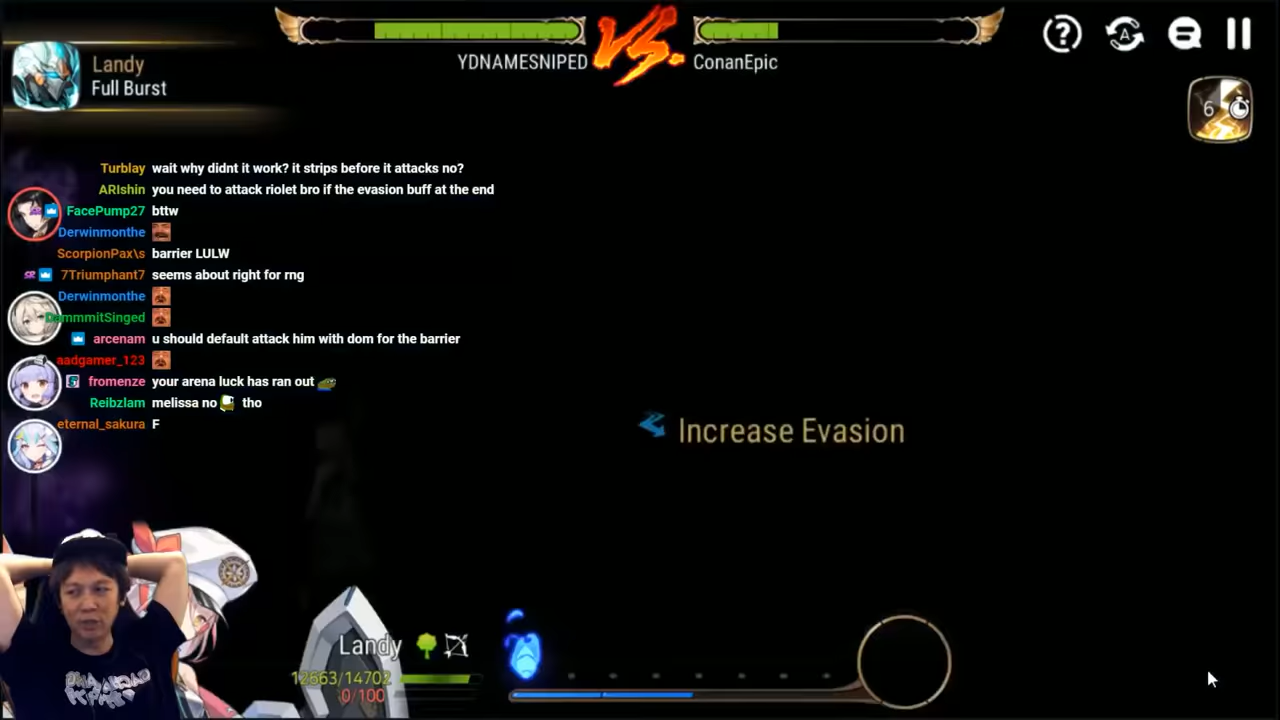 Landy
Full Burst
YDNAMESNIPED
VS.
ConanEpic
A
6
Turblay wait why didnt it work? it strips before it attacks no?
ARIshin you need to attack riolet bro if the evasion buff at the end
FacePump27 bttw
Derwinmonthe
ScorpionPax\s barrier LULW
7Triumphant7 seems about right for rng
Derwinmonthe
DammmitSinged
arcenam u should default attack him with dom for the barrier
aadgamer_123
fromenze your arena luck has ran out
Reibzlam melissa no tho
eternal_sakura F
Increase Evasion
Landy
12663/14702
0/100